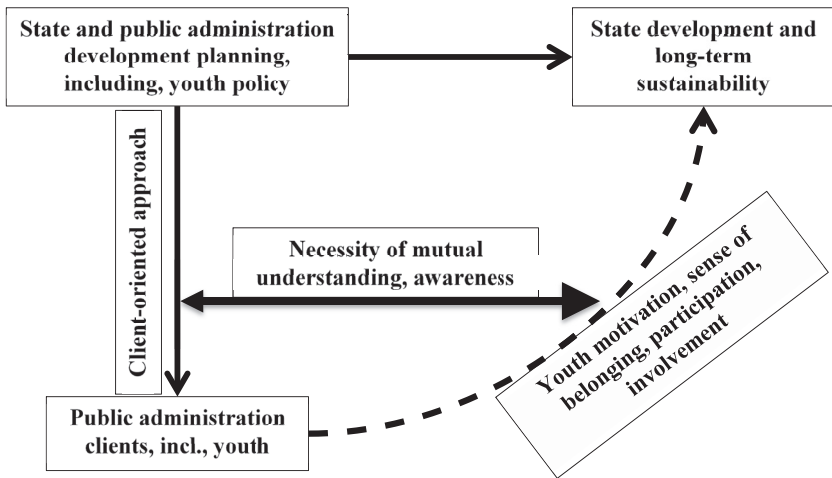 State and public administration
development planning,
including, youth policy
State development and
long-term
sustainability
Client-oriented approach
Necessity of mutual
understanding, awareness
Youth motivation, sense of
belonging, participation,
involvement
Public administration
clients, incl., youth